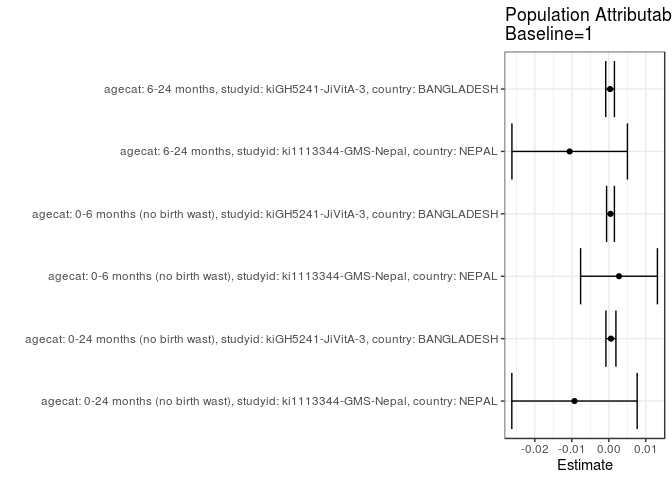 Population Attributab
Baseline=1
agecat: 6-24 months, studyid: kiGH5241-JiVitA-3, country: BANGLADESH
agecat: 6-24 months, studyid: ki1113344-GMS-Nepal, country: NEPAL
agecat: 0-6 months (no birth wast), studyid: kiGH5241-JiVitA-3, country: BANGLADESH
agecat: 0-6 months (no birth wast), studyid: ki1113344-GMS-Nepal, country: NEPAL
agecat: 0-24 months (no birth wast), studyid: kiGH5241-JiVitA-3, country: BANGLADESH
agecat: 0-24 months (no birth wast), studyid: ki1113344-GMS-Nepal, country: NEPAL
-0.02 -0.01 0.00 0.01
Estimate